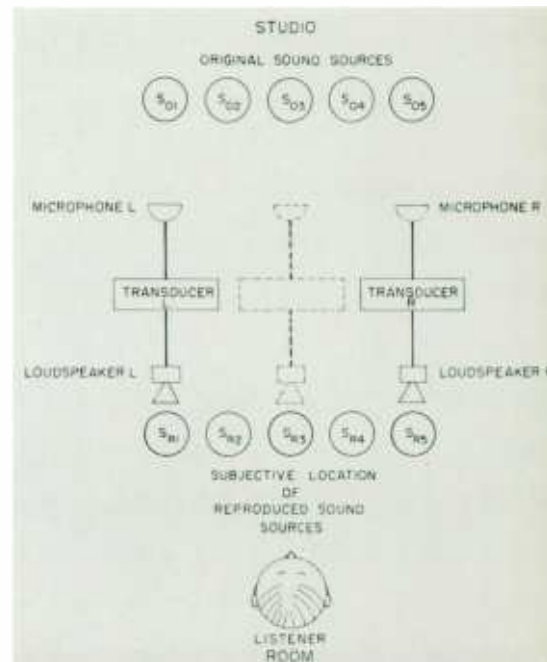 STUDIO
ORIGINAL SOUND SOURCES
S01 S02 S03 S04 S05
MICROPHONE L MICROPHONE R
TRANSDUCER TRANSDUCER
R
LOUDSPEAKER L LOUDSPEAKER
SR1 SR2 SR3 SR4 SR5
SUBJECTIVE LOCATION
OF
REPRODUCED SOUND
SOURCES
LISTENER
ROOM